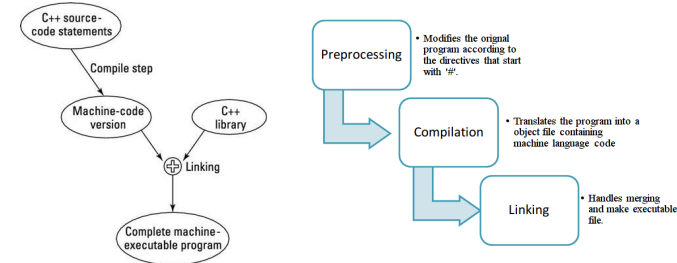 C++ source-
code statements
Compile step
Machine-code
version
C++
library
Linking
Complete machine-
executable program
Preprocessing
• Modifies the orignal
program according to
the directives that start
with '#'.
Compilation
• Translates the program into a
object file containing
machine language code
Linking
• Handles merging
and make executable
file.